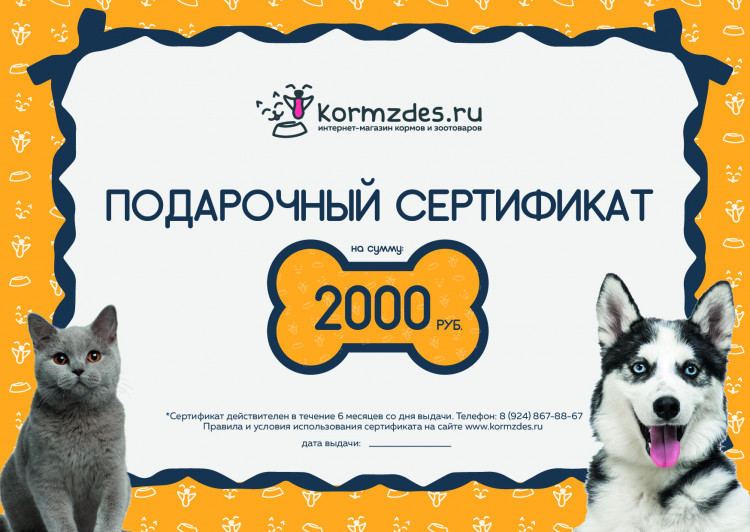 Kormzdes.ru
интернет-магазин кормов и зоотоваров
ПОДАРОЧНЫЙ СЕРТИФИКАТ
на сумму:
2000 РУБ.
*Сертификат действителен в течение 6 месяцев со дня выдачи. Телефон: 8 (924) 867-88-67
Правила и условия использования сертификата на сайте www.kormzdes.ru
дата выдачи: